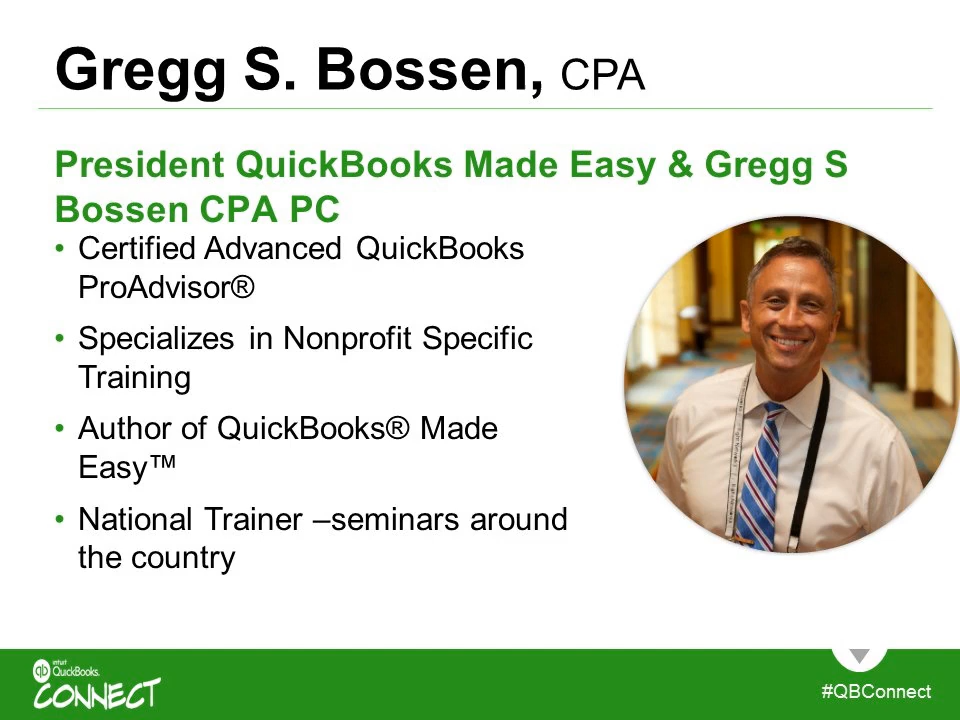 Gregg S. Bossen, CPA
President QuickBooks Made Easy & Gregg S
Bossen CPA PC
• Certified Advanced QuickBooks
ProAdvisor®
• Specializes in Nonprofit Specific
Training
• Author of QuickBooks® Made
Easy™
• National Trainer –seminars around
the country
qb intuit
QuickBooks.
CONNECT
#QBConnect